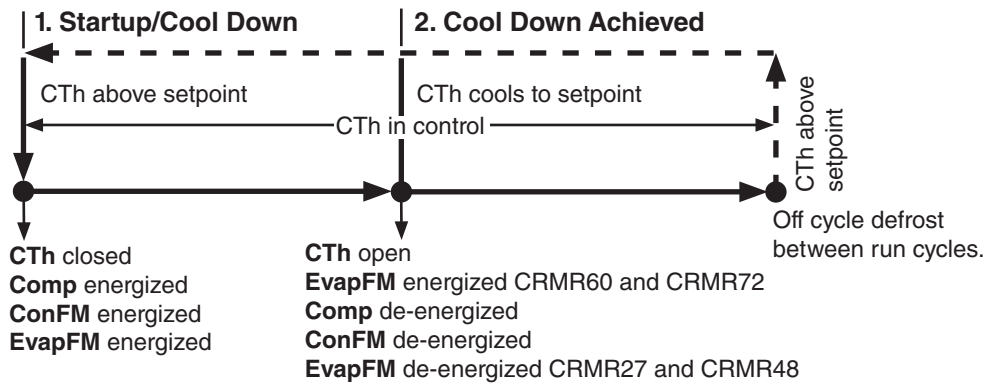 1. Startup/Cool Down
2. Cool Down Achieved
CTh above setpoint
CTh cools to setpoint
CTh in control
CTh above
setpoint
Off cycle defrost
between run cycles.
CTh closed
Comp energized
ConFM energized
EvapFM energized
CTh open
EvapFM energized CRMR60 and CRMR72
Comp de-energized
ConFM de-energized
EvapFM de-energized CRMR27 and CRMR48